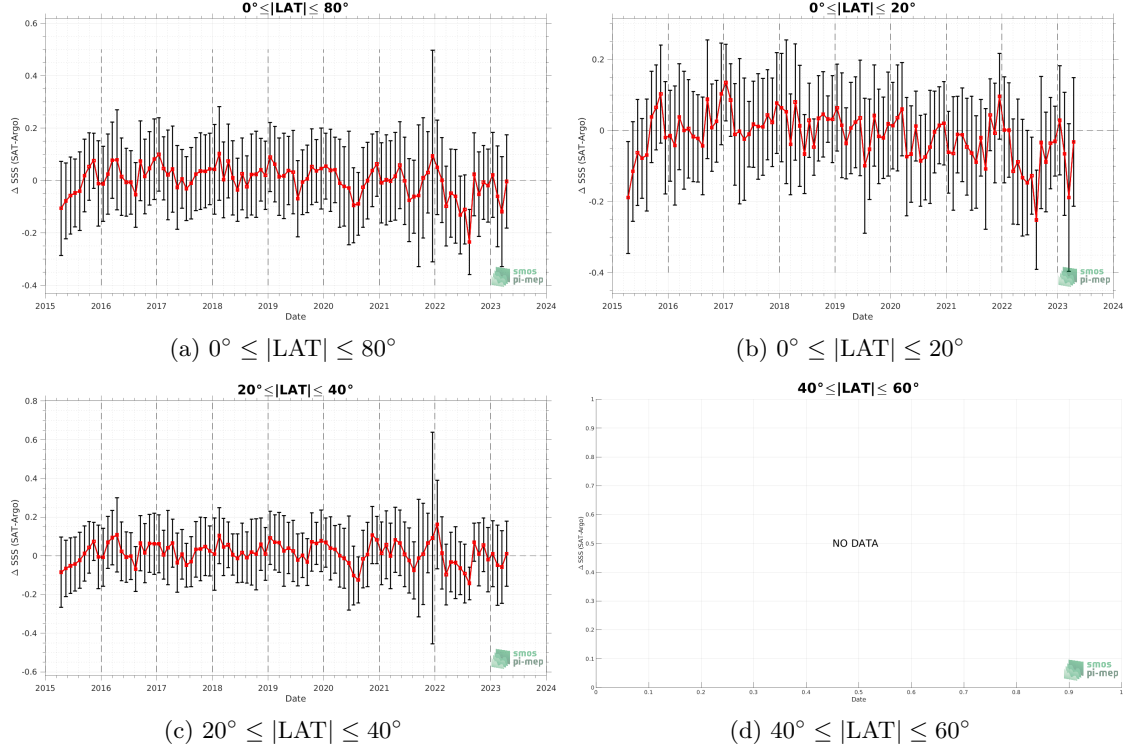 0°≤|LAT|≤ 80°
Δ SSS (SAT-Argo)
0.6
0.4
0.2
0
-0.2
-0.4
2015 2016 2017 2018 2019 2020 2021 2022 2023 2024
Date
smos
pi-mep
(a) 0° ≤ |LAT| ≤ 80°
0°≤|LAT|≤ 20°
Δ SSS (SAT-Argo)
0.2
0
-0.2
-0.4
2015 2016 2017 2018 2019 2020 2021 2022 2023 2024
Date
smos
pi-mep
(b) 0° ≤ |LAT| ≤ 20°
20°≤|LAT|≤ 40°
Δ SSS (SAT-Argo)
0.8
0.6
0.4
0.2
0
-0.2
-0.4
-0.6
2015 2016 2017 2018 2019 2020 2021 2022 2023 2024
Date
smos
pi-mep
(c) 20° ≤ |LAT| ≤ 40°
40°≤|LAT|≤ 60°
Δ SSS (SAT-Argo)
1
0.9
0.8
0.7
0.6
0.5
0.4
0.3
0.2
0.1
0
NO DATA
0 0.1 0.2 0.3 0.4 0.5 0.6 0.7 0.8 0.9 1
Date
smos
pi-mep
(d) 40° ≤ |LAT| ≤ 60°